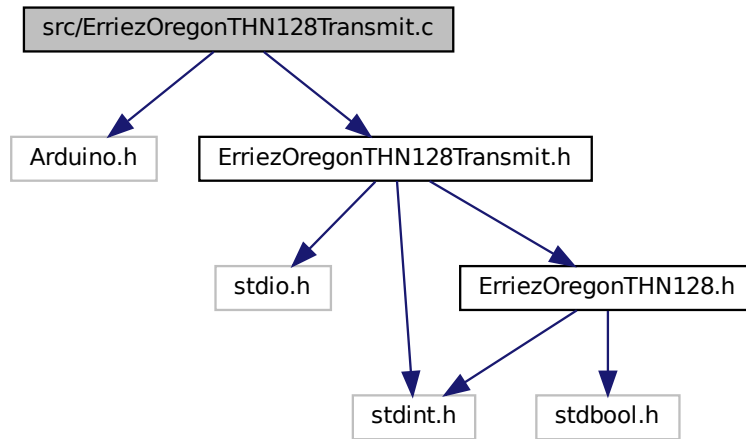 src/ErriezOregonTHN128Transmit.c
Arduino.h
ErriezOregonTHN128Transmit.h
stdio.h
ErriezOregonTHN128.h
stdint.h
stdbool.h